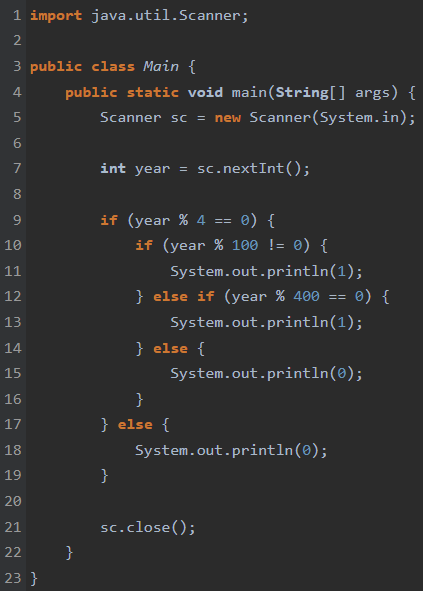 1 import java.util.Scanner;
2
3 public class Main {
4     public static void main(String[] args) {
5         Scanner sc = new Scanner(System.in);
6
7         int year = sc.nextInt();
8
9         if (year % 4 == 0) {
10             if (year % 100 != 0) {
11                 System.out.println(1);
12             } else if (year % 400 == 0) {
13                 System.out.println(1);
14             } else {
15                 System.out.println(0);
16             }
17         } else {
18             System.out.println(0);
19         }
20
21         sc.close();
22     }
23 }